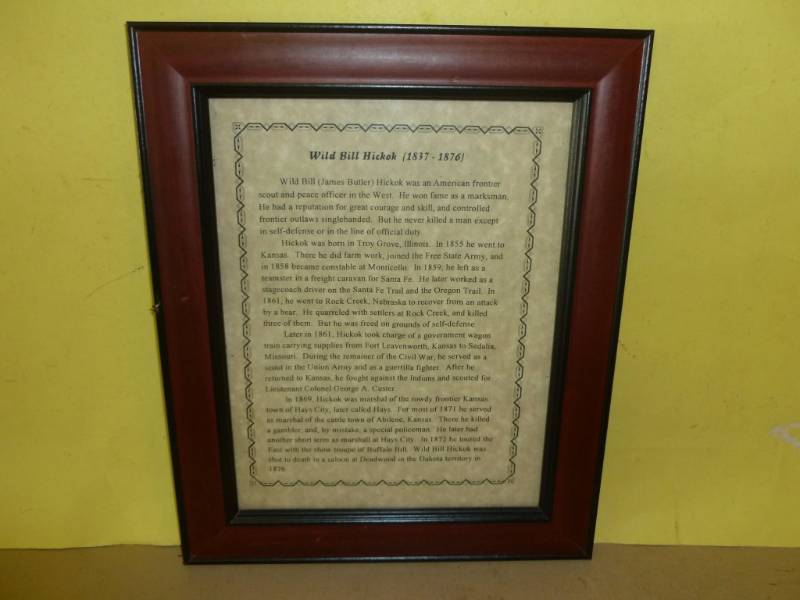 Wild Bill Hickok (1837 - 1876)
Wild Bill (James Butler) Hickok was an American frontier
scout and peace officer in the West. He won fame as a marksman.
He had a reputation for great courage and skill, and controlled
frontier outlaws singlehanded. But he never killed a man except
in self-defense or in the line of official duty.
Hickok was born in Troy Grove, Illinois. In 1855 he went to
Kansas. There he did farm work, joined the Free State Army, and
in 1858 became constable at Monticello. In 1859, he left as a
teamster in a freight caravan for Santa Fe. He later worked as a
stagecoach driver on the Santa Fe Trail and the Oregon Trail. In
1861, he went to Rock Creek, Nebraska to recover from an attack
by a bear. He quarreled with settlers at Rock Creek, and killed
three of them. But he was freed on grounds of self-defense.
Later in 1861, Hickok took charge of a government wagon
train carrying supplies from Fort Leavenworth, Kansas to Sedalia,
Missouri. During the remainer of the Civil War, he served as a
scout in the Union Army and as a guerrilla fighter. After he
returned to Kansas, he fought against the Indians and scouted for
Lieutenant Colonel George A. Custer.
In 1869, Hickok was marshal of the rowdy frontier Kansas
town of Hays City, later called Hays. For most of 1871 he served
as marshal of the cattle town of Abilene, Kansas. There he killed
a gambler, and, by mistake, a special policeman. He later had
another short term as marshall at Hays City. In 1872 he toured the
East with the show troupe of Buffalo Bill. Wild Bill Hickok was
shot to death in a saloon at Deadwood in the Dakota territory in
1876.